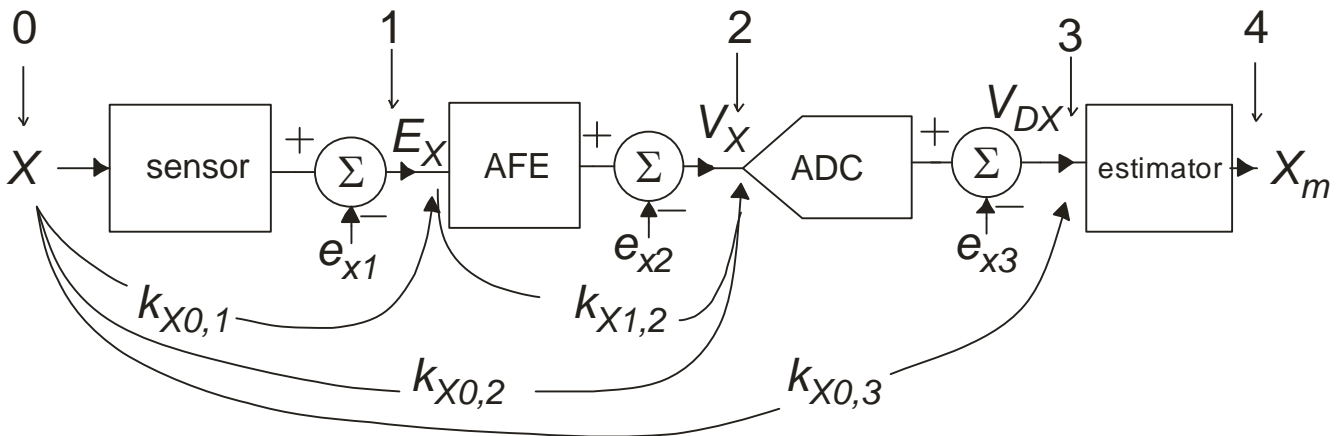 0 1 2 3 4
X sensor + Σ E_X AFE + Σ V_X ADC + Σ V_DX estimator X_m
− − −
e_x1 e_x2 e_x3
k_X0,1 k_X1,2
k_X0,2 k_X0,3